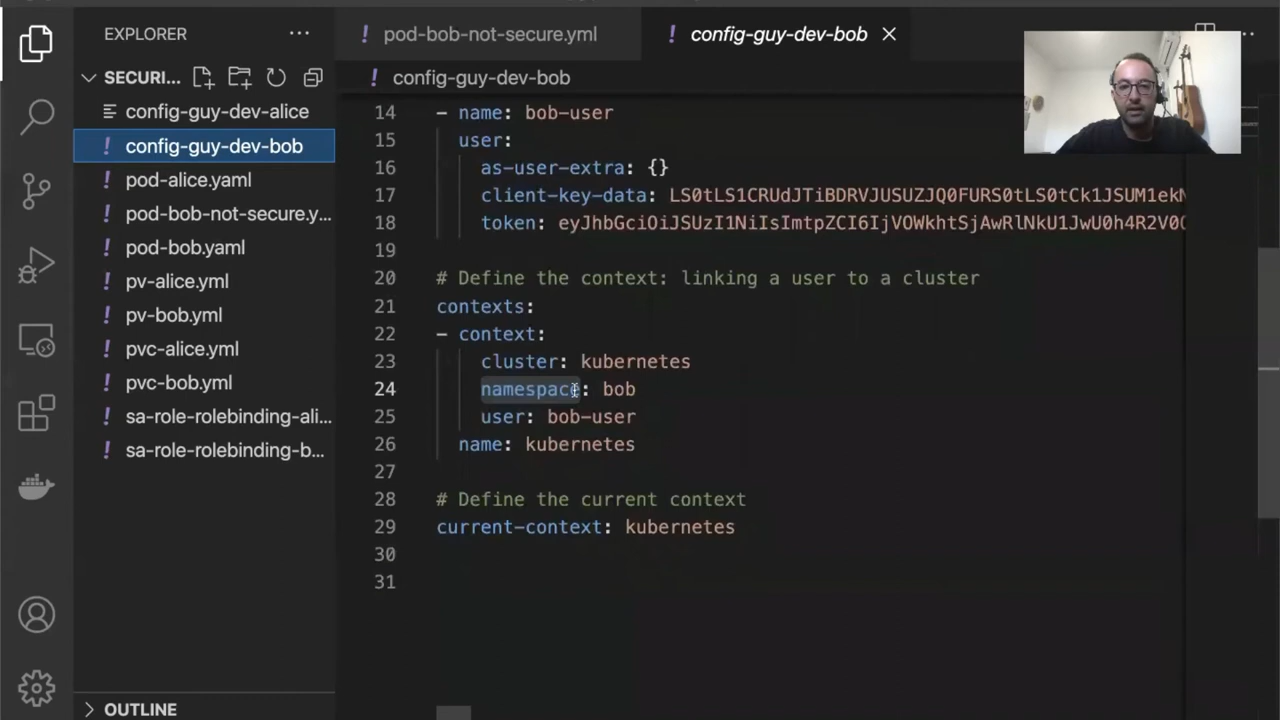 EXPLORER
SECURI...
config-guy-dev-alice
config-guy-dev-bob
pod-alice.yaml
pod-bob-not-secure.y...
pod-bob.yaml
pv-alice.yml
pv-bob.yml
pvc-alice.yml
pvc-bob.yml
sa-role-rolebinding-ali...
sa-role-rolebinding-b...
OUTLINE
pod-bob-not-secure.yml
config-guy-dev-bob
config-guy-dev-bob
14 - name: bob-user
15 user:
16 as-user-extra: {}
17 client-key-data: LS0tLS1CRUdJTiBDRVJUSUZJQ0FURS0tLS0tCk1JSUM1ekN
18 token: eyJhbGciOiJSUzI1NiIsImtpZCI6IjVOWkhtSjAwRlNkU1JwU0h4R2V0Q
19
20 # Define the context: linking a user to a cluster
21 contexts:
22 - context:
23 cluster: kubernetes
24 namespace: bob
25 user: bob-user
26 name: kubernetes
27
28 # Define the current context
29 current-context: kubernetes
30
31